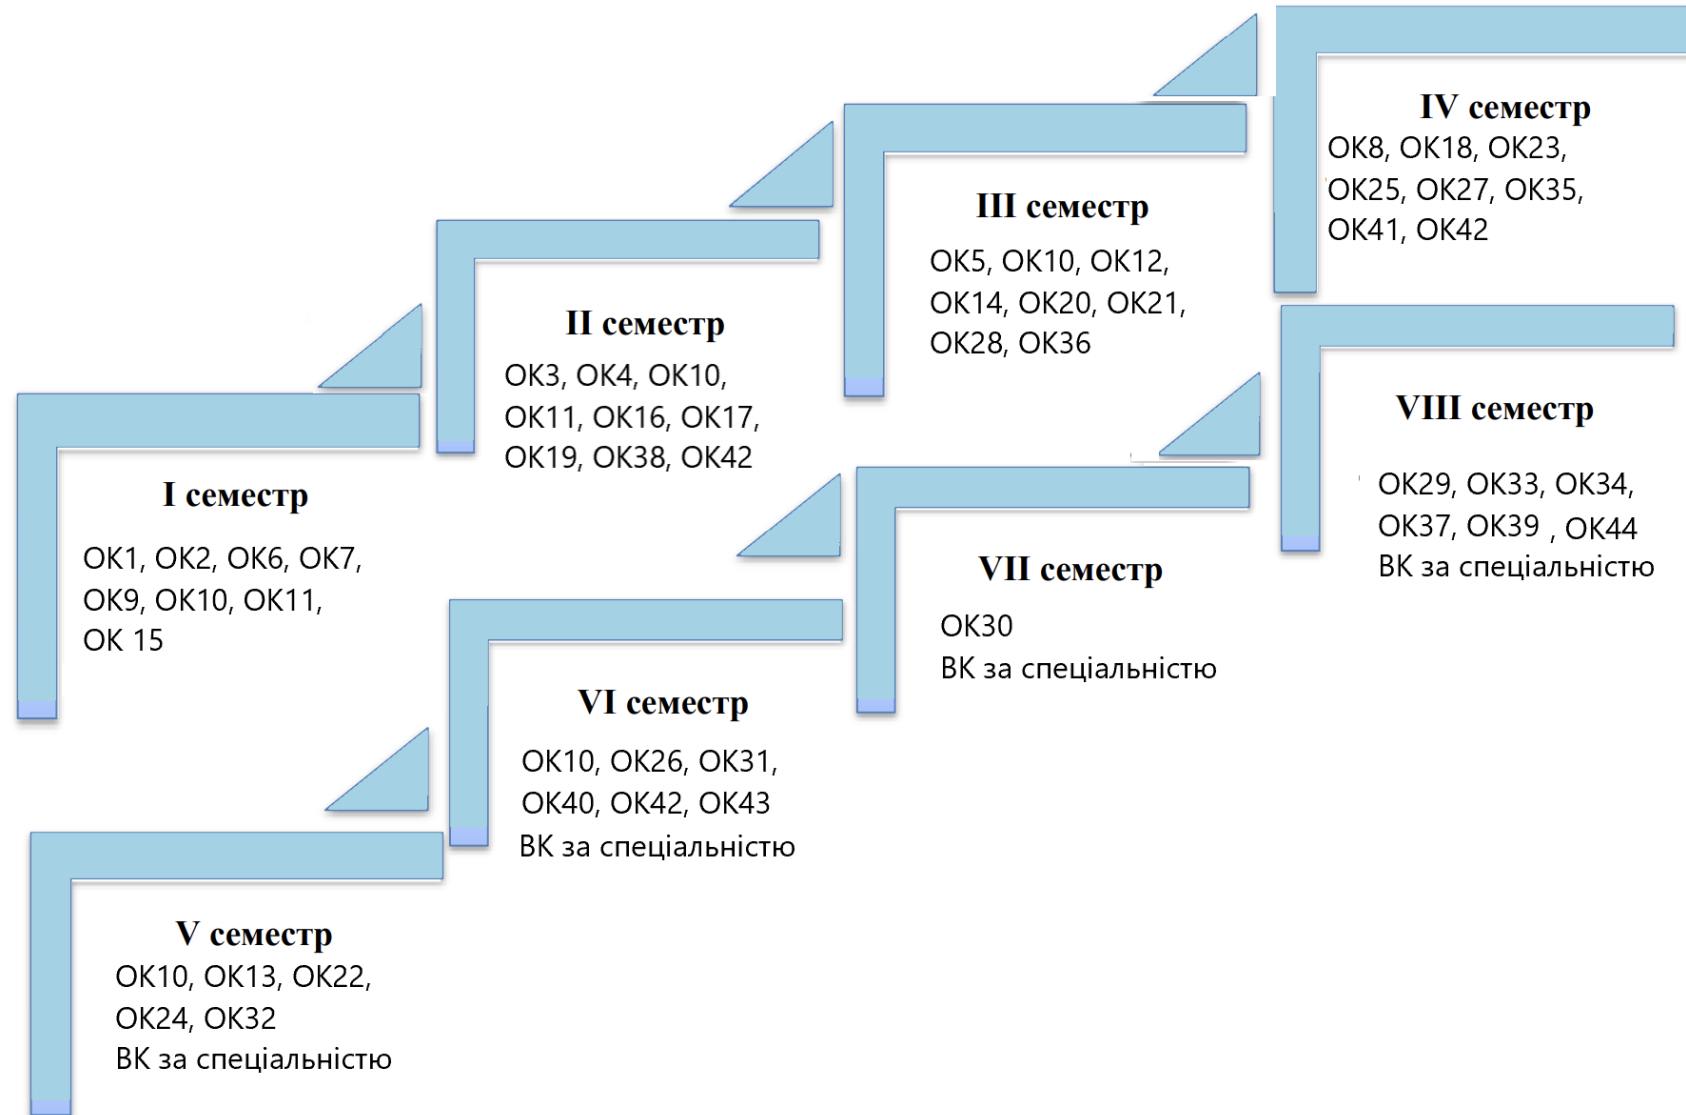 I семестр
ОК1, ОК2, ОК6, ОК7,
ОК9, ОК10, ОК11,
ОК 15
II семестр
ОК3, ОК4, ОК10,
ОК11, ОК16, ОК17,
ОК19, ОК38, ОК42
III семестр
ОК5, ОК10, ОК12,
ОК14, ОК20, ОК21,
ОК28, ОК36
IV семестр
ОК8, ОК18, ОК23,
ОК25, ОК27, ОК35,
ОК41, ОК42
V семестр
ОК10, ОК13, ОК22,
ОК24, ОК32
ВК за спеціальністю
VI семестр
ОК10, ОК26, ОК31,
ОК40, ОК42, ОК43
ВК за спеціальністю
VII семестр
ОК30
ВК за спеціальністю
VIII семестр
ОК29, ОК33, ОК34,
ОК37, ОК39 , ОК44
ВК за спеціальністю